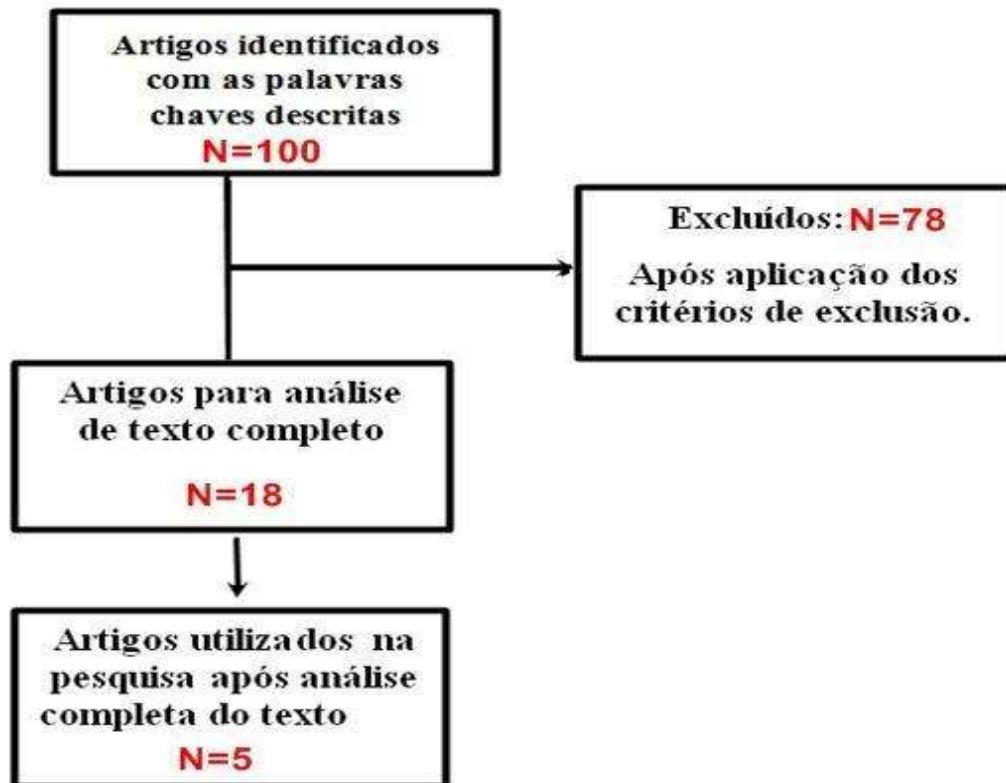 Artigos identificados
com as palavras
chaves descritas
N=100
Excluídos: N=78
Após aplicação dos
critérios de exclusão.
Artigos para análise
de texto completo
N=18
Artigos utilizados na
pesquisa após análise
completa do texto
N=5